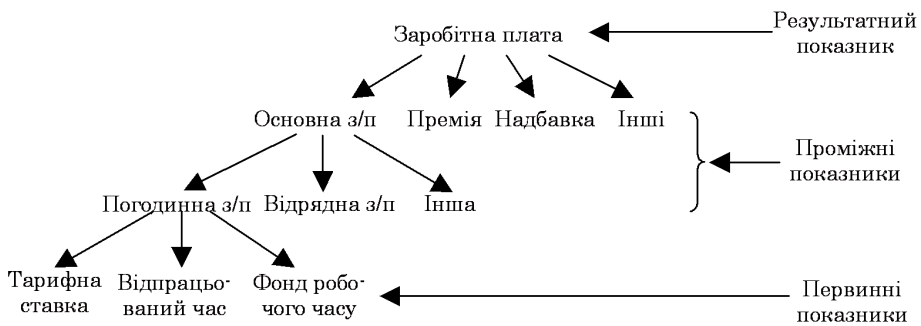 Заробітна плата
Результатний
показник
Основна з/п Премія Надбавка Інші
Проміжні
показники
Погодинна з/п Відрядна з/п Інша
Тарифна
ставка
Відпрацьо-
ваний час
Фонд робо-
чого часу
Первинні
показники